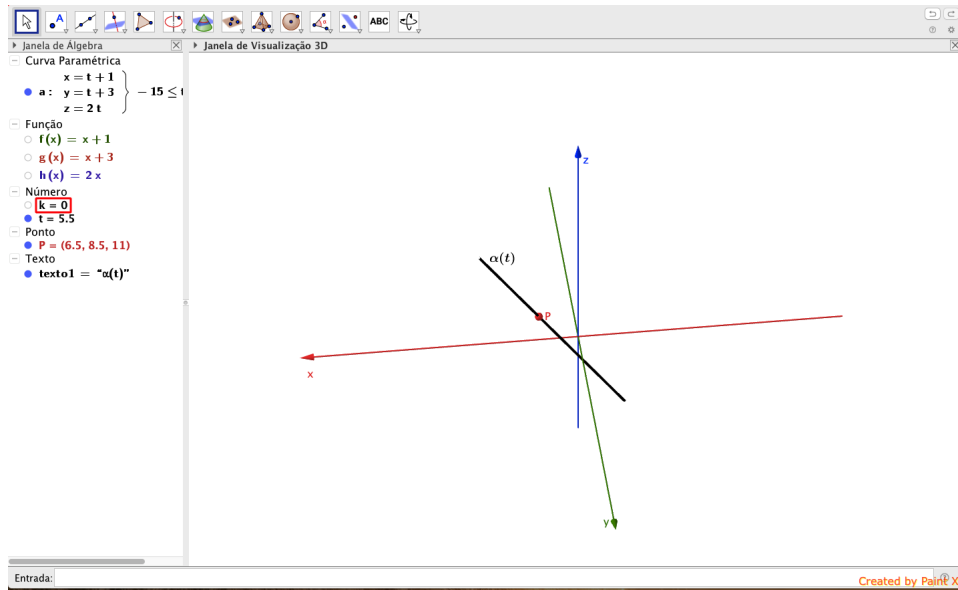 ABC
Janela de Álgebra
Janela de Visualização 3D
Curva Paramétrica
x = t + 1
a : y = t + 3 } − 15 ≤ t
z = 2 t
Função
f(x) = x + 1
g(x) = x + 3
h(x) = 2 x
Número
k = 0
t = 5.5
Ponto
P = (6.5, 8.5, 11)
Texto
texto1 = “α(t)”
z
α(t)
P
x
y
Entrada:
Created by Paint X